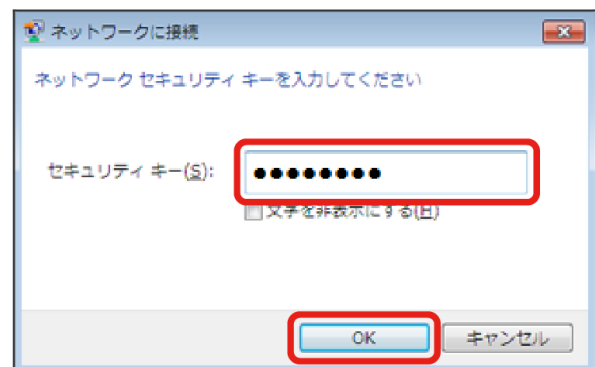 ネットワークに接続
ネットワーク セキュリティ キーを入力してください
セキュリティ キー(S): ●●●●●●●●
文字を非表示にする(H)
OK キャンセル